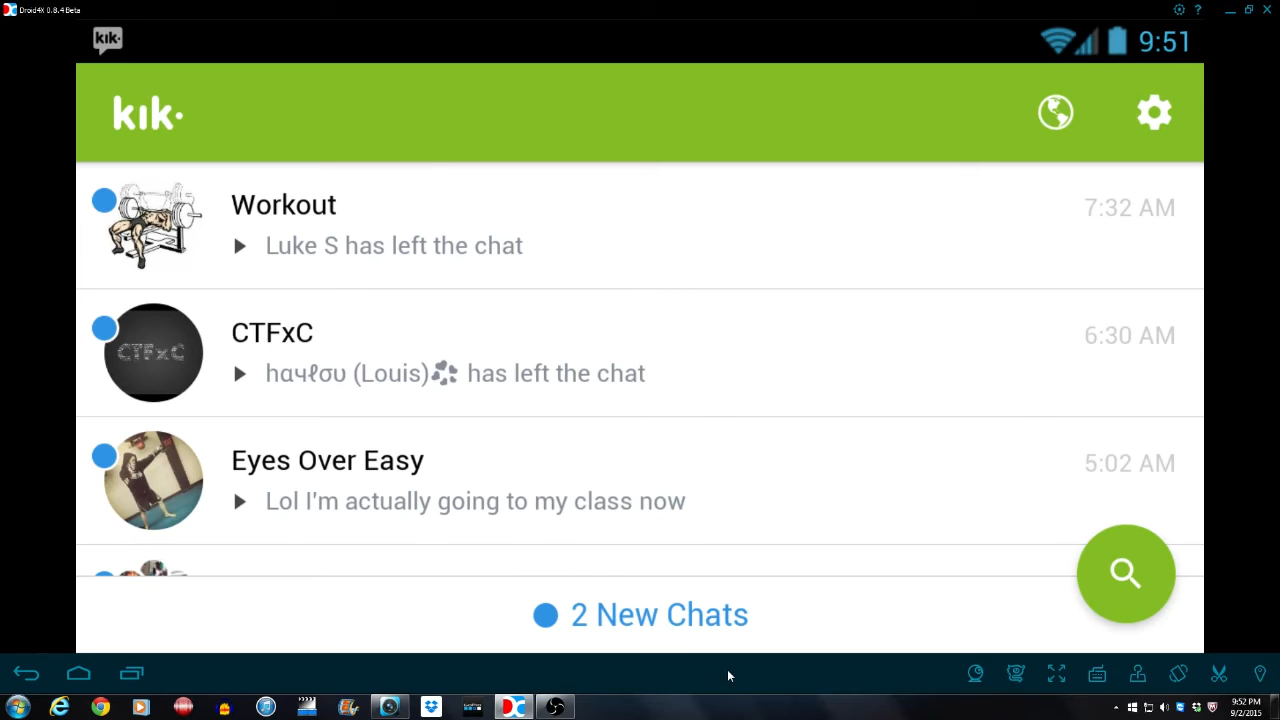 Droid4X 0.8.4 Beta
?
kik.
9:51
kik.
Workout
7:32 AM
Luke S has left the chat
CTFxC
CTFxC
6:30 AM
hαчℓσυ (Louis) has left the chat
Eyes Over Easy
5:02 AM
Lol I'm actually going to my class now
2 New Chats
9:52 PM
9/2/2015